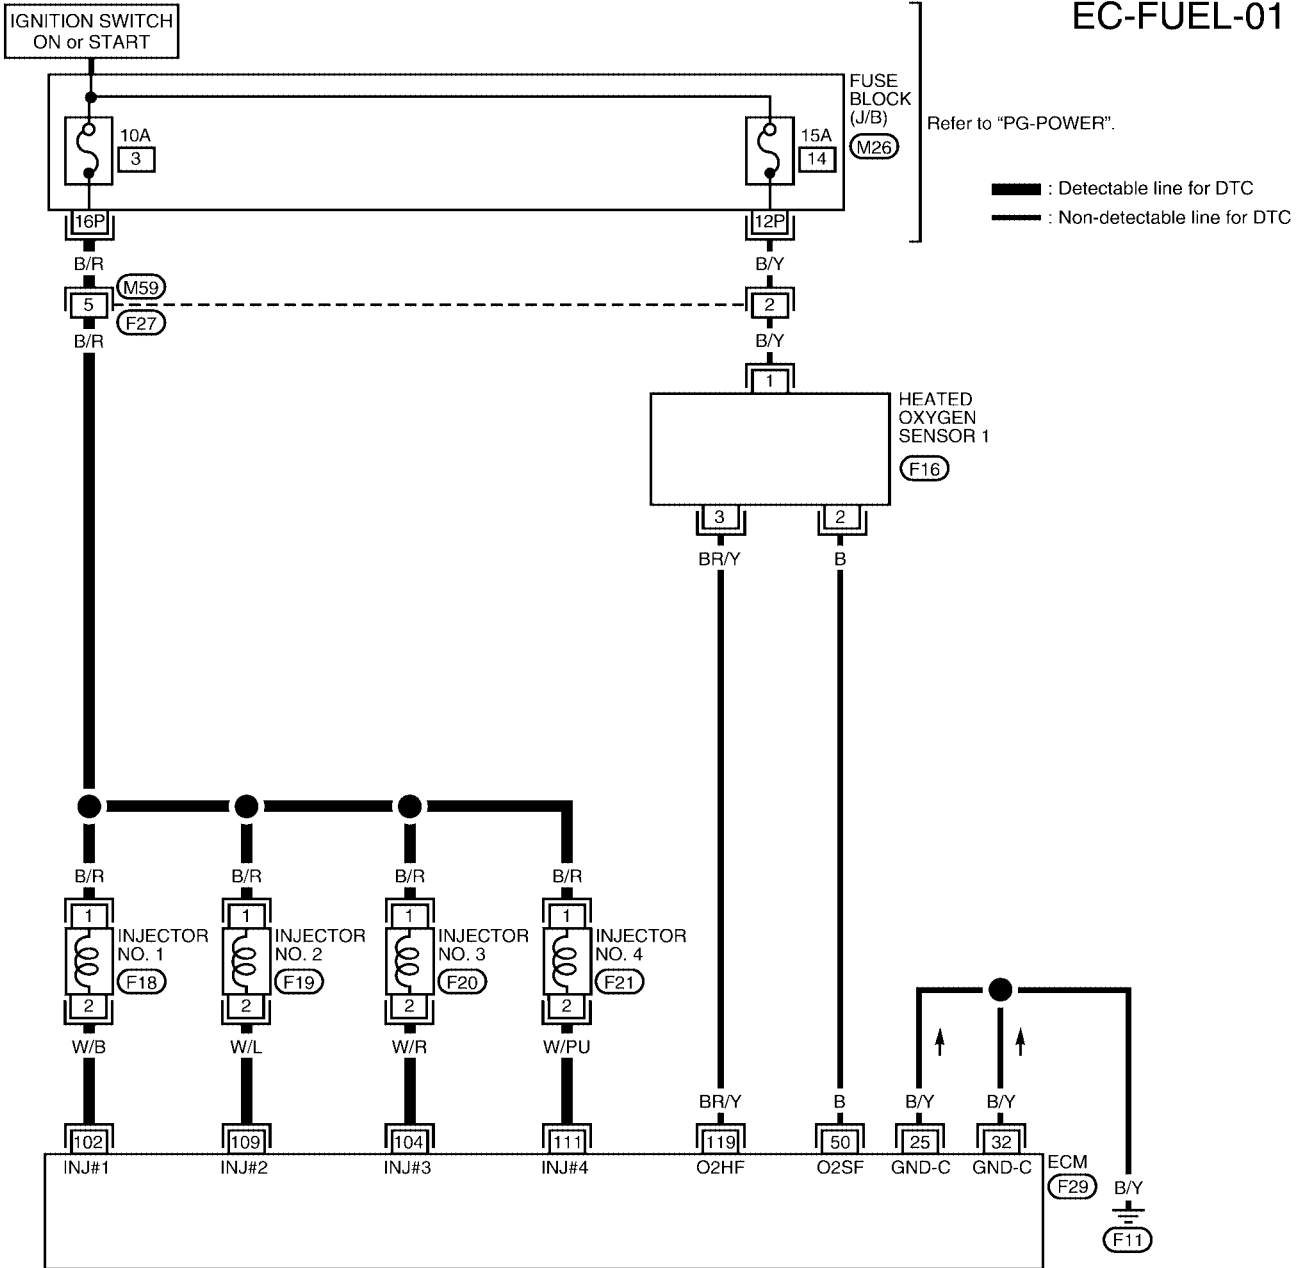 EC-FUEL-01
IGNITION SWITCH
ON or START
FUSE
BLOCK
(J/B)
M26
Refer to “PG-POWER”.
10A
3
15A
14
: Detectable line for DTC
: Non-detectable line for DTC
16P
12P
B/R
B/Y
M59
5
2
F27
B/R
B/Y
1
HEATED
OXYGEN
SENSOR 1
F16
3
2
BR/Y
B
B/R
B/R
B/R
B/R
1
1
1
1
INJECTOR
NO. 1
F18
INJECTOR
NO. 2
F19
INJECTOR
NO. 3
F20
INJECTOR
NO. 4
F21
2
2
2
2
W/B
W/L
W/R
W/PU
BR/Y
B
B/Y
B/Y
102
109
104
111
119
50
25
32
INJ#1
INJ#2
INJ#3
INJ#4
O2HF
O2SF
GND-C
GND-C
ECM
F29
B/Y
F11